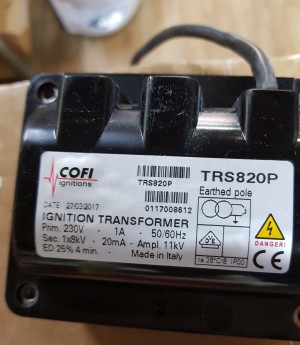 COFI
ignitions
TRS820P
TRS820P
Earthed pole
DATE 27/03/2017
0117008612
IGNITION TRANSFORMER
Prim. 230V - 1A - 50/60Hz
Sec. 1x8kV - 20mA - Ampl. 11kV
ED 25% 4 min. Made in Italy
DANGER!
CE